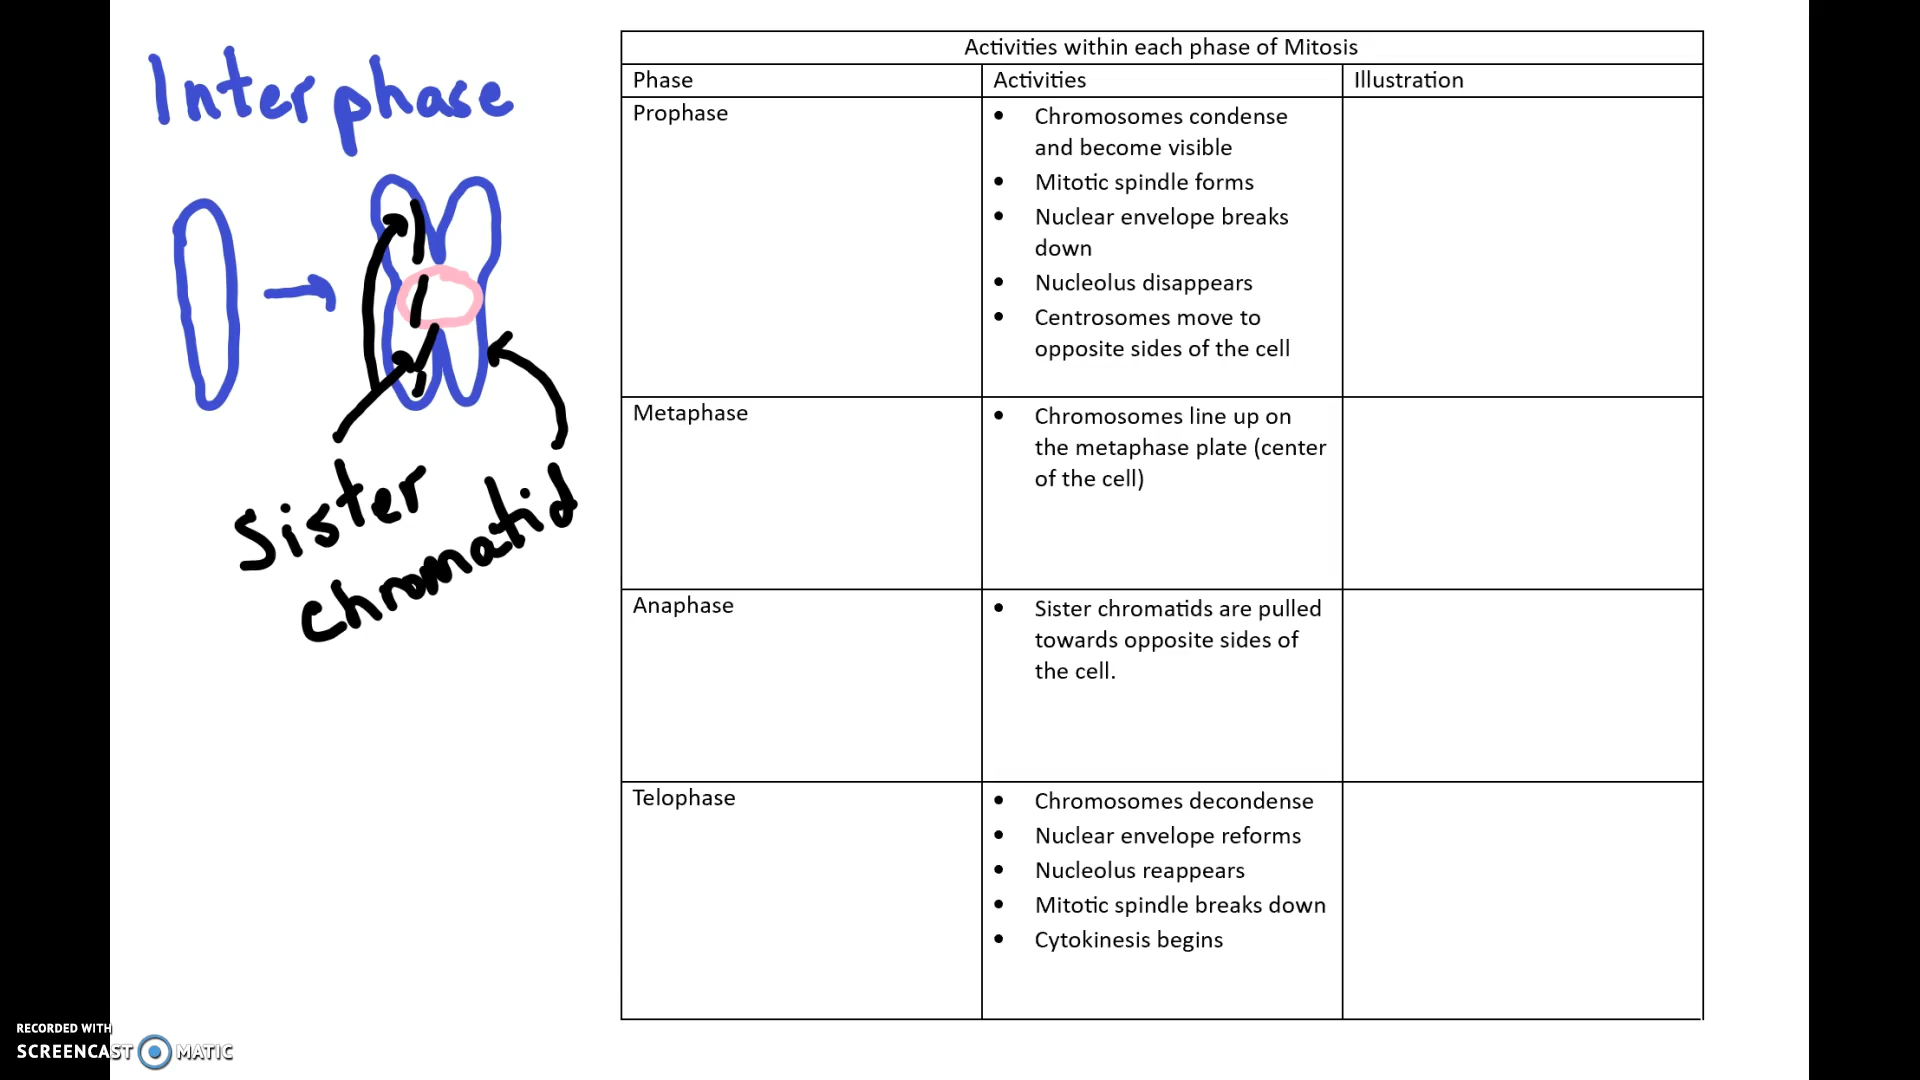 Interphase
Sister
chromatid
Activities within each phase of Mitosis
Phase Activities Illustration
Prophase
• Chromosomes condense
and become visible
• Mitotic spindle forms
• Nuclear envelope breaks
down
• Nucleolus disappears
• Centrosomes move to
opposite sides of the cell
Metaphase
• Chromosomes line up on
the metaphase plate (center
of the cell)
Anaphase
• Sister chromatids are pulled
towards opposite sides of
the cell.
Telophase
• Chromosomes decondense
• Nuclear envelope reforms
• Nucleolus reappears
• Mitotic spindle breaks down
• Cytokinesis begins
RECORDED WITH
SCREENCAST MATIC